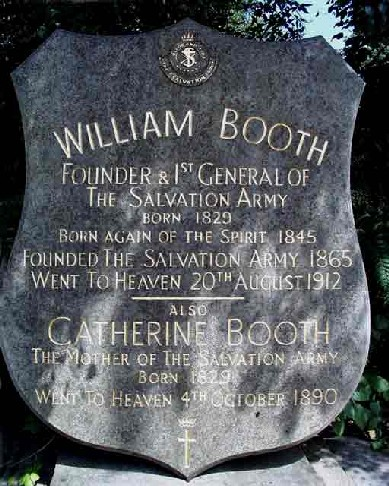 WILLIAM BOOTH
FOUNDER & 1ST GENERAL OF
THE SALVATION ARMY
BORN 1829
BORN AGAIN OF THE SPIRIT 1845
FOUNDED THE SALVATION ARMY 1865
WENT TO HEAVEN 20TH AUGUST 1912
ALSO
CATHERINE BOOTH
THE MOTHER OF THE SALVATION ARMY
BORN 1829
WENT TO HEAVEN 4TH OCTOBER 1890